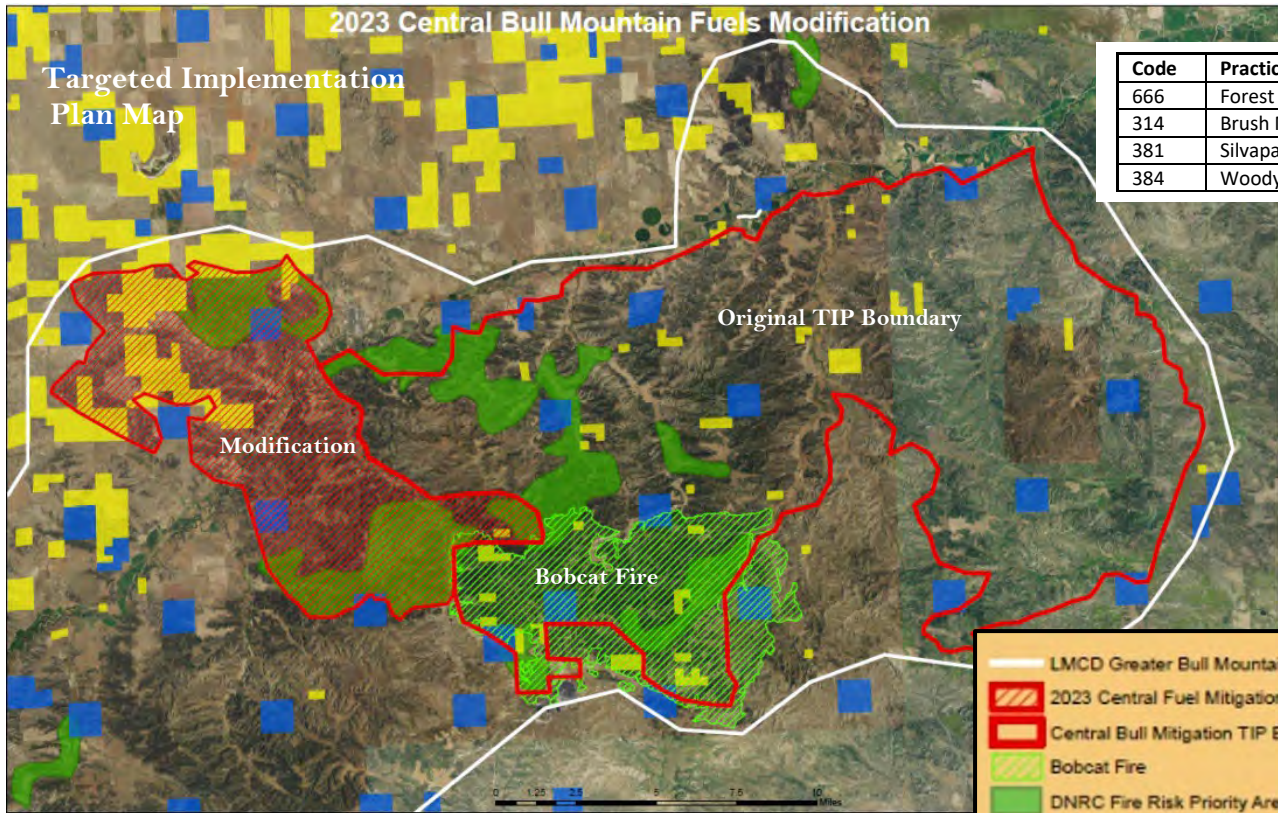 2023 Central Bull Mountain Fuels Modification
Targeted Implementation
Plan Map
Code Practic
666 Forest
314 Brush
381 Silvapa
384 Woody
Original TIP Boundary
Modification
Bobcat Fire
0 1.25 2.5 5 7.5 10
Miles
LMCD Greater Bull Mountai
2023 Central Fuel Mitigation
Central Bull Mitigation TIP
Bobcat Fire
DNRC Fire Risk Priority Are